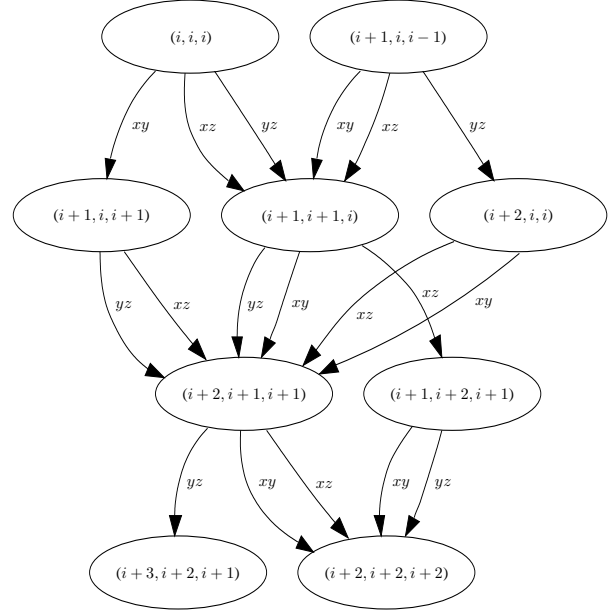 (i, i, i) (i+1, i, i−1)
xy xz yz xy xz yz
(i+1, i, i+1) (i+1, i+1, i) (i+2, i, i)
yz xz yz xy xz xz xy
(i+2, i+1, i+1) (i+1, i+2, i+1)
yz xy xz xy yz
(i+3, i+2, i+1) (i+2, i+2, i+2)